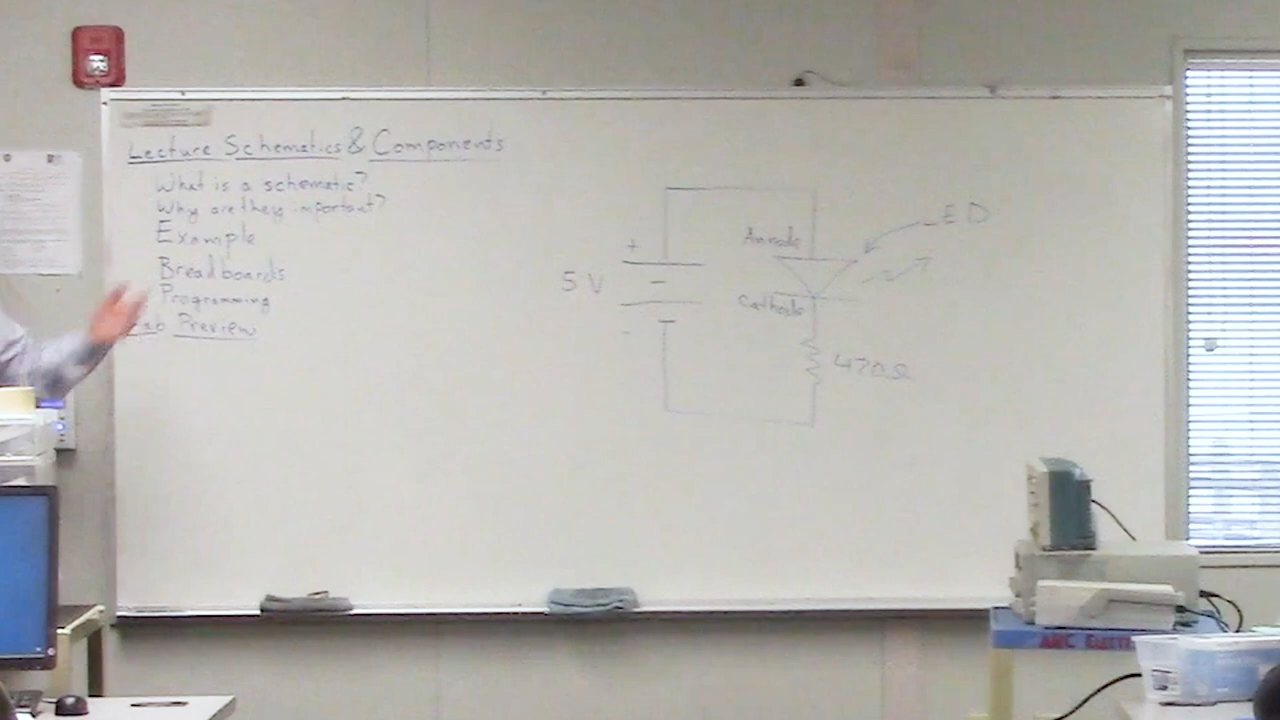 Lecture Schematics & Components
What is a schematic?
Why are they important?
Example
Breadboards
Programming
Lab Preview
LED
Annode
+
5 V
-
Cathode
-
470Ω